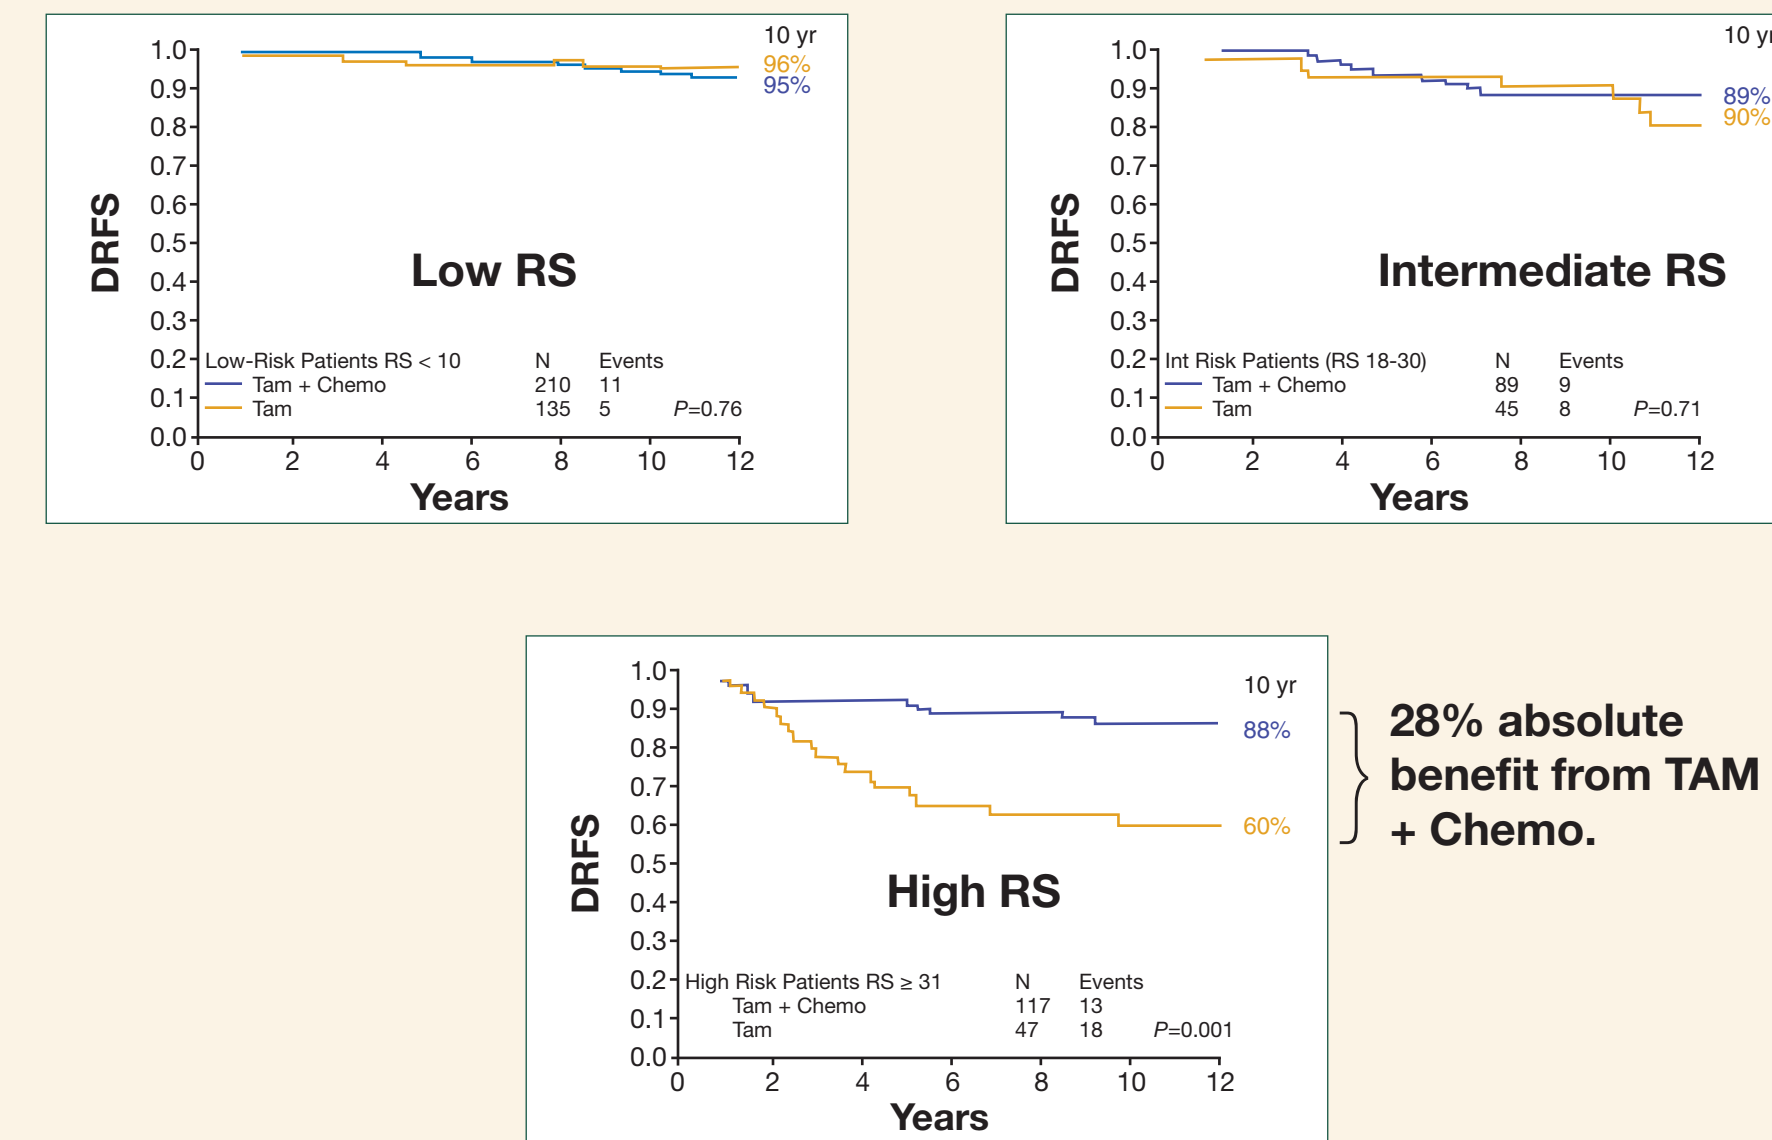 10 yr
1.0
96%
95%
0.9
0.8
0.7
0.6
0.5
0.4
0.3
0.2
0.1
0.0
DRFS
Low RS
Low-Risk Patients RS < 10 N Events
Tam + Chemo 210 11
Tam 135 5 P=0.76
0 2 4 6 8 10 12
Years
10 yr
1.0
0.9
89%
90%
0.8
0.7
0.6
0.5
0.4
0.3
0.2
0.1
0.0
DRFS
Intermediate RS
Int Risk Patients (RS 18-30) N Events
Tam + Chemo 89 9
Tam 45 8 P=0.71
0 2 4 6 8 10 12
Years
1.0
10 yr
0.9
88%
0.8
0.7
0.6
60%
0.5
0.4
0.3
0.2
0.1
0.0
DRFS
High RS
High Risk Patients RS ≥ 31 N Events
Tam + Chemo 117 13
Tam 47 18 P=0.001
0 2 4 6 8 10 12
Years
28% absolute
benefit from TAM
+ Chemo.